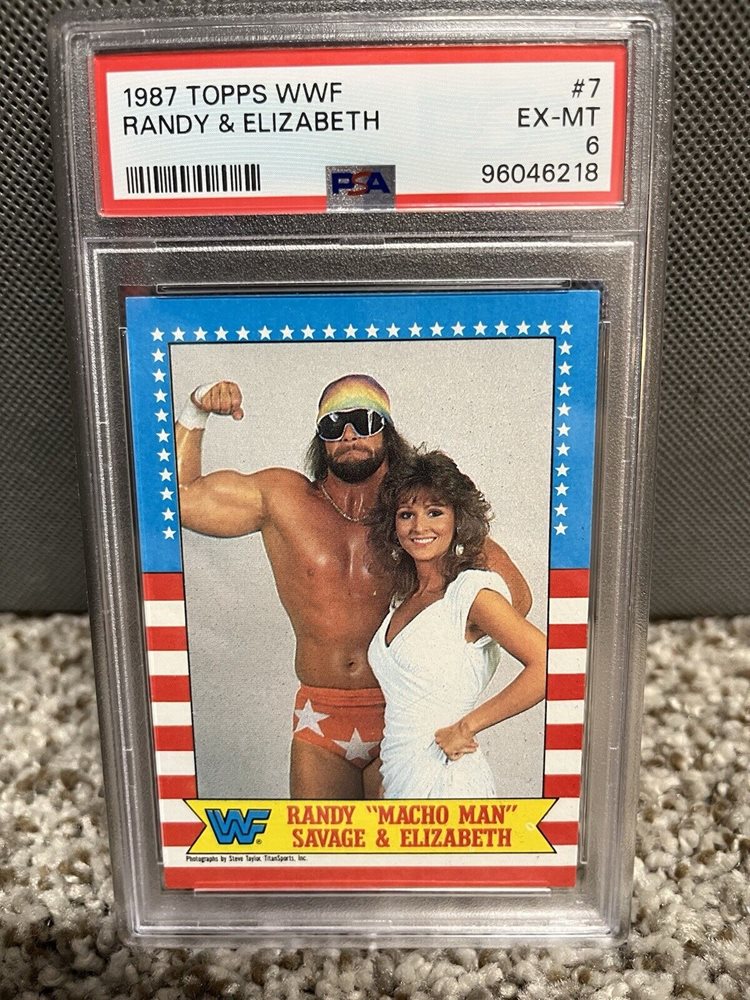 1987 TOPPS WWF #7
RANDY & ELIZABETH EX-MT
6
PSA 96046218
WF® RANDY "MACHO MAN"
SAVAGE & ELIZABETH
Photographs by Steve Taylor, TitanSports, Inc.